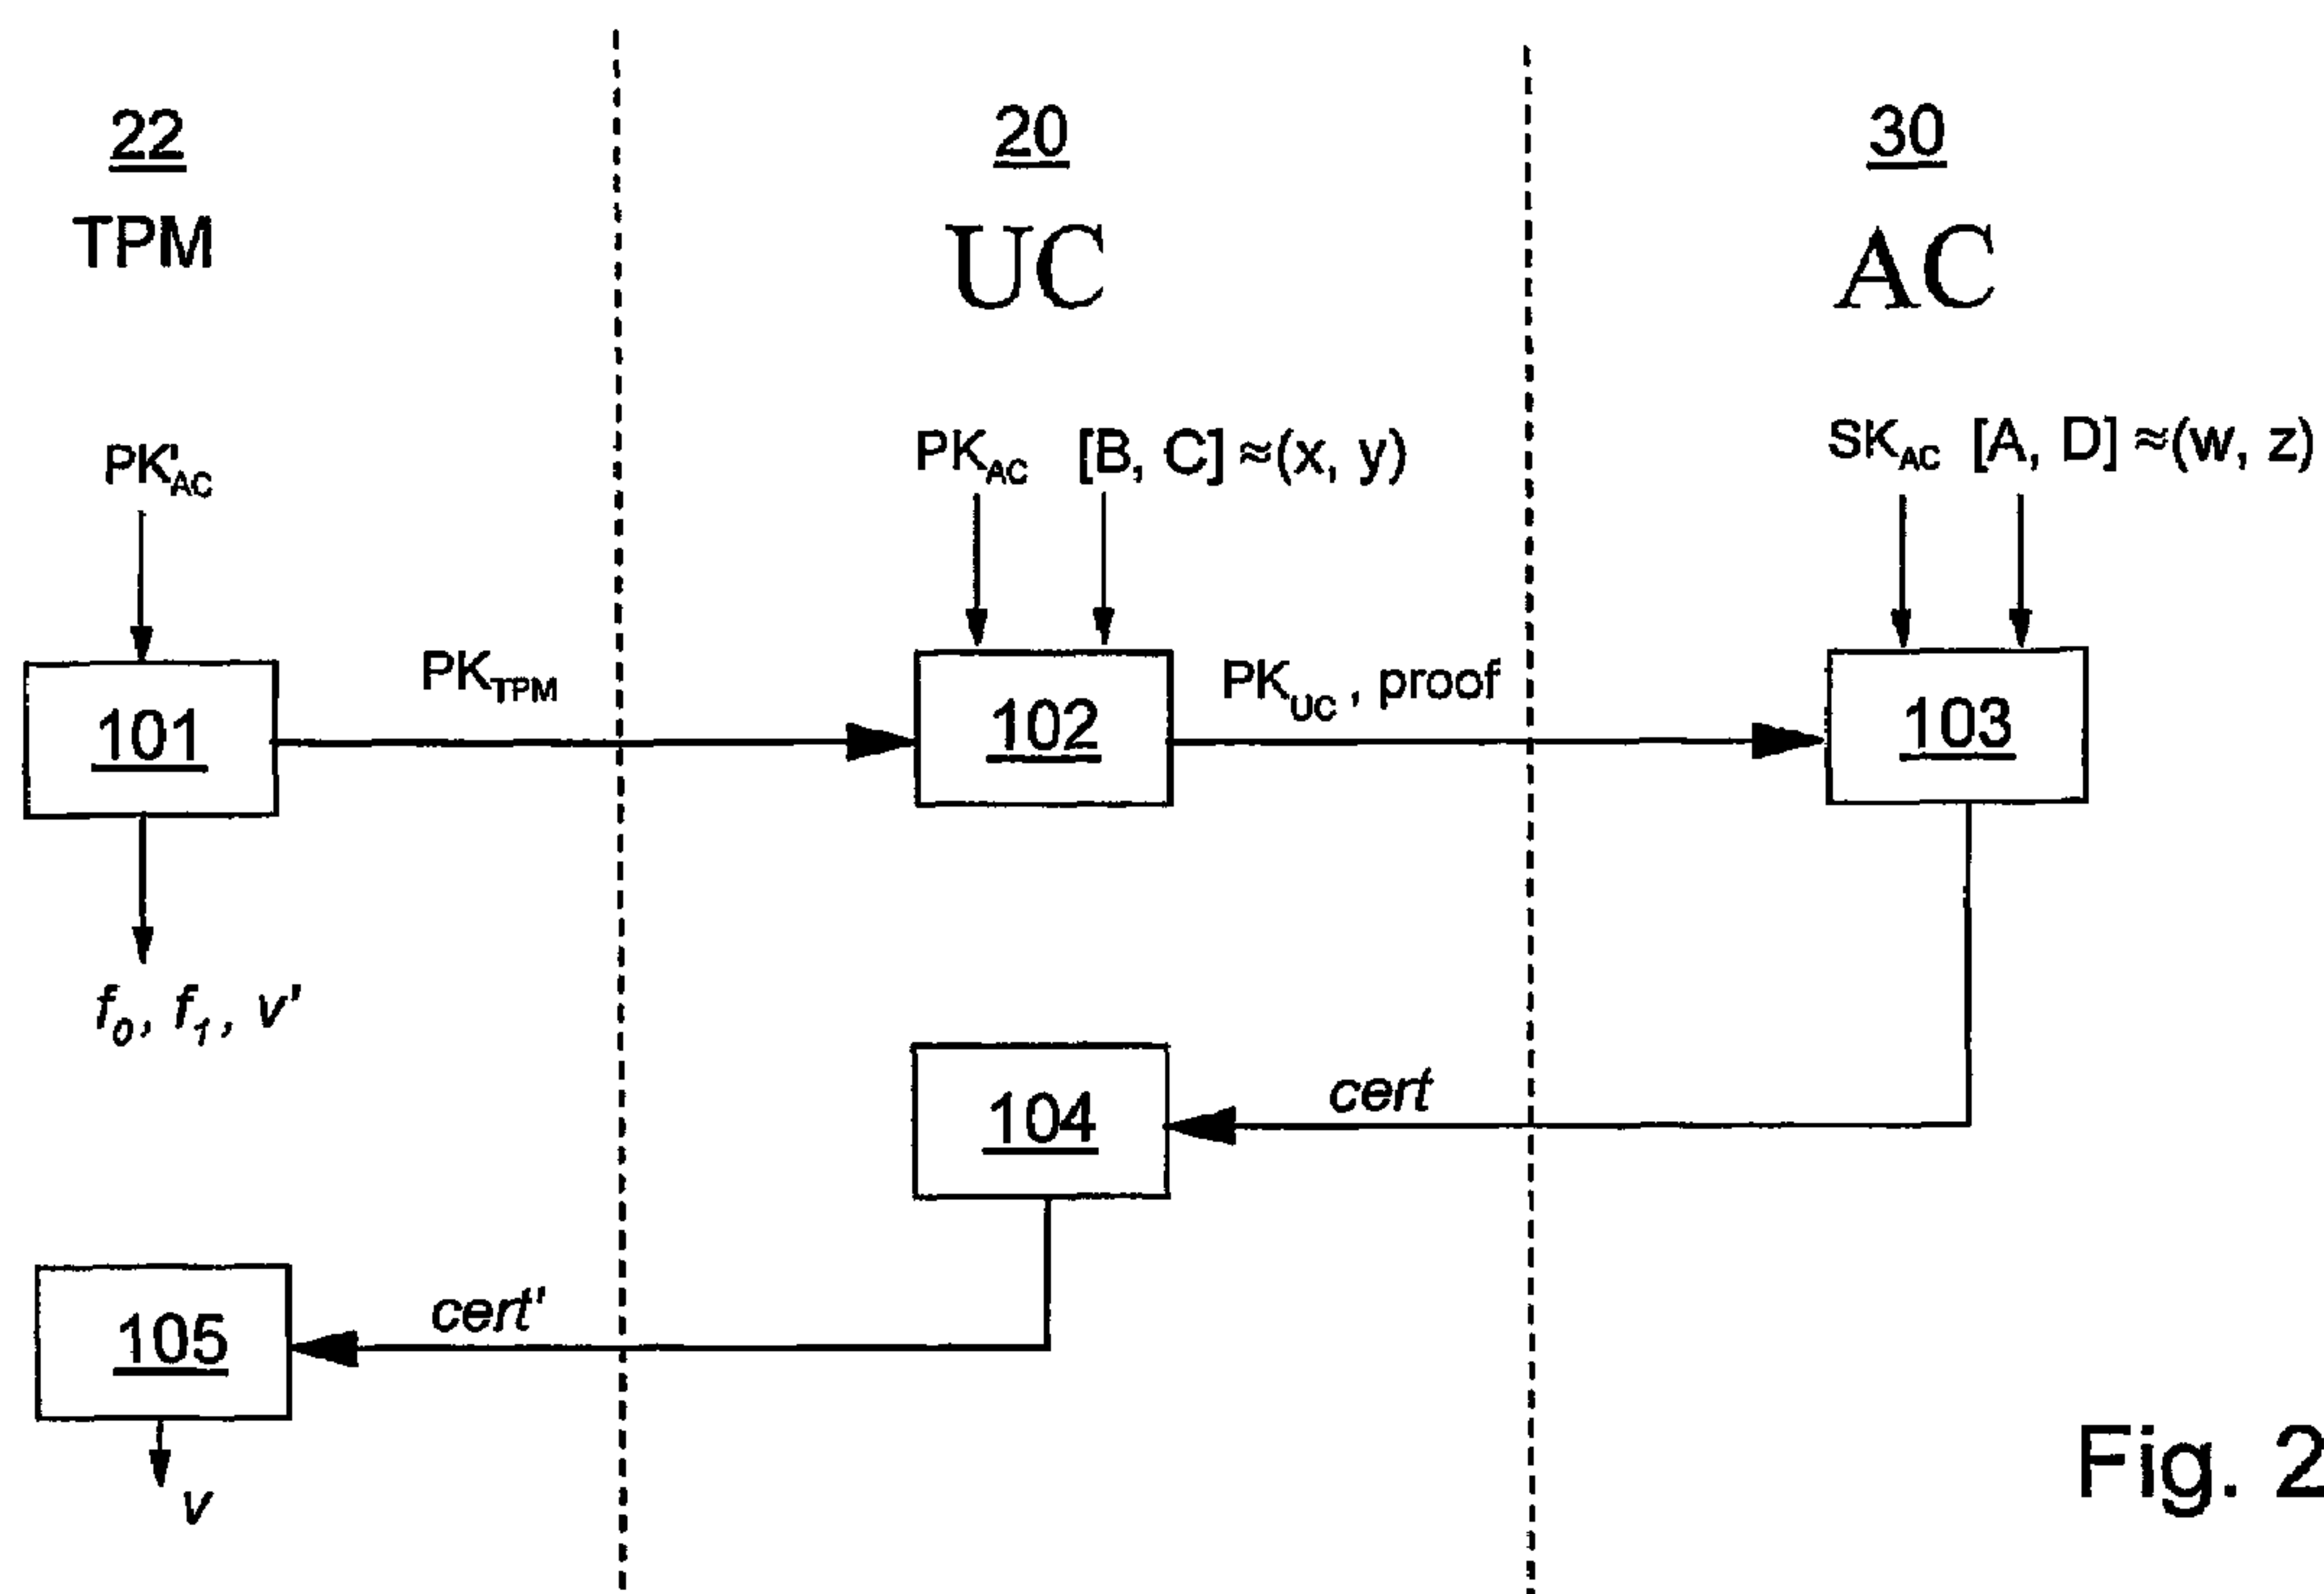 22
TPM
20
UC
30
AC
PK'AC
PKAC [B, C] ≈(x, y)
SKAC [A, D] ≈(w, z)
101
PKTPM
102
PKUC , proof
103
f0, f1, v'
104
cert
105
cert'
v
Fig. 2